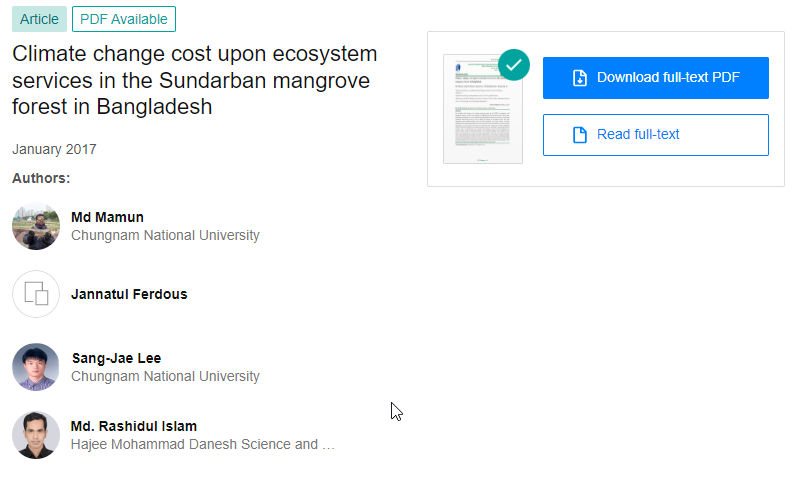 Article
PDF Available
Climate change cost upon ecosystem
services in the Sundarban mangrove
forest in Bangladesh
January 2017
Authors:
Md Mamun
Chungnam National University
Jannatul Ferdous
Sang-Jae Lee
Chungnam National University
Md. Rashidul Islam
Hajee Mohammad Danesh Science and …
Download full-text PDF
Read full-text